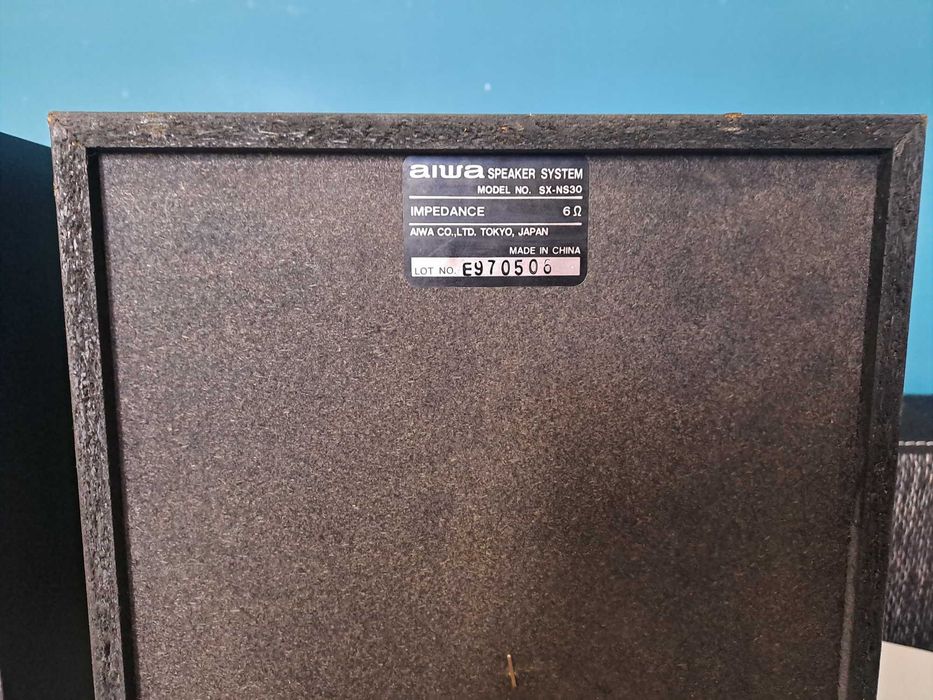 aiwa SPEAKER SYSTEM
MODEL NO. SX-NS30
IMPEDANCE 6 Ω
AIWA CO.,LTD. TOKYO, JAPAN
MADE IN CHINA
LOT NO. E970506